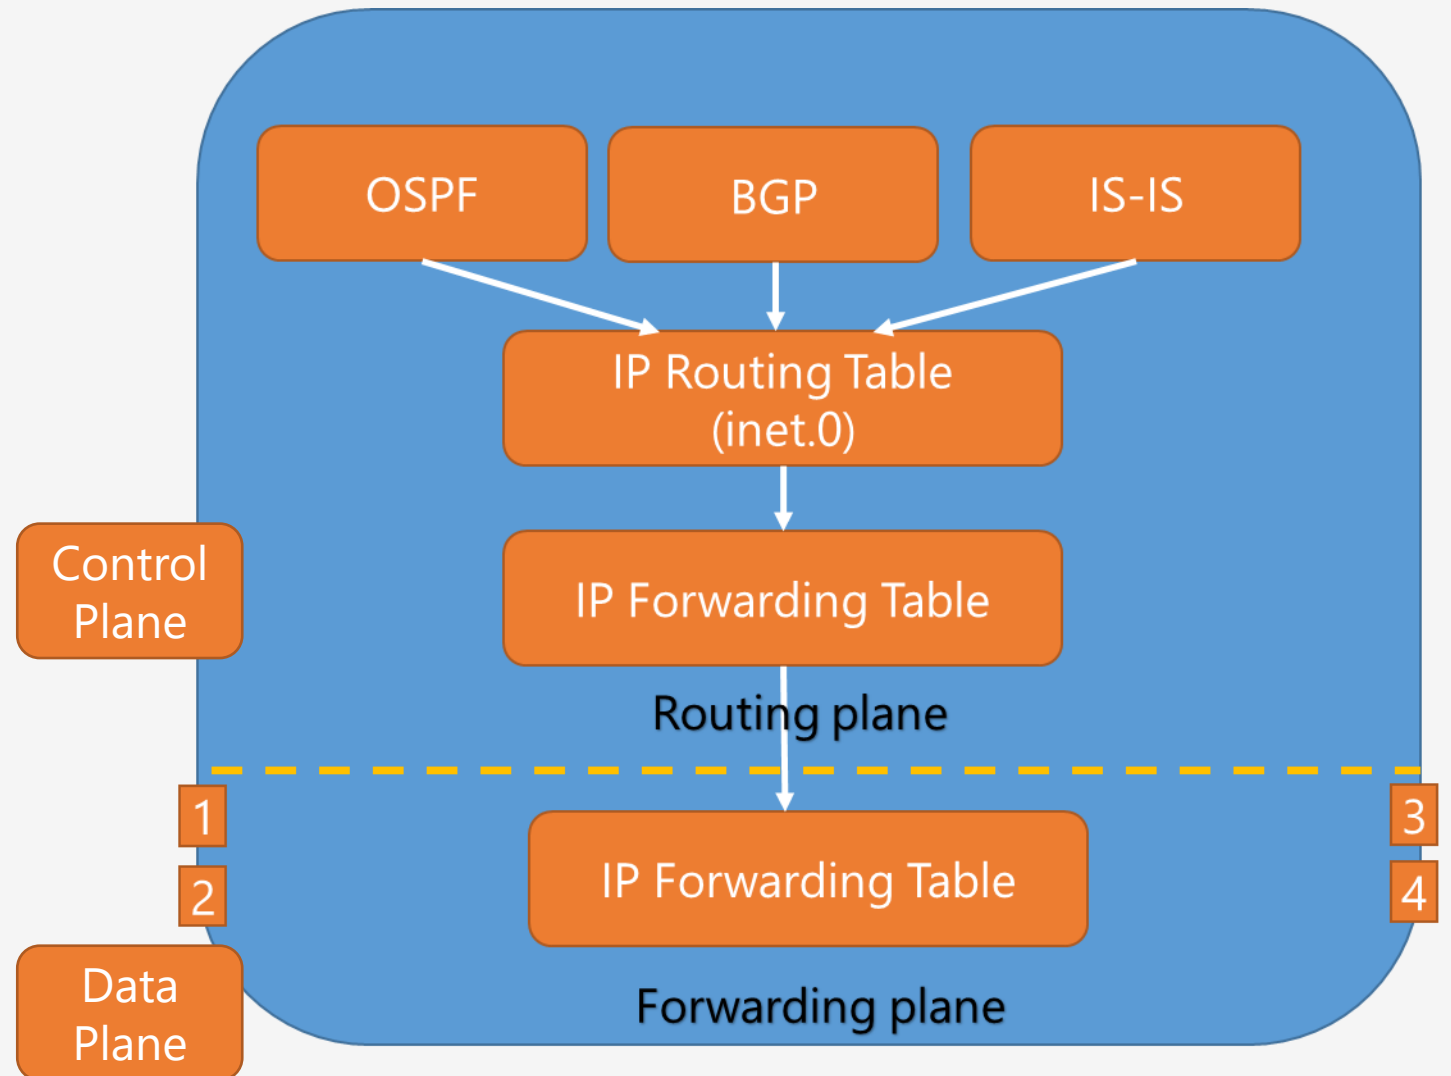 OSPF
BGP
IS-IS
IP Routing Table
(inet.0)
Control
Plane
IP Forwarding Table
Routing plane
1
3
2
4
IP Forwarding Table
Data
Plane
Forwarding plane